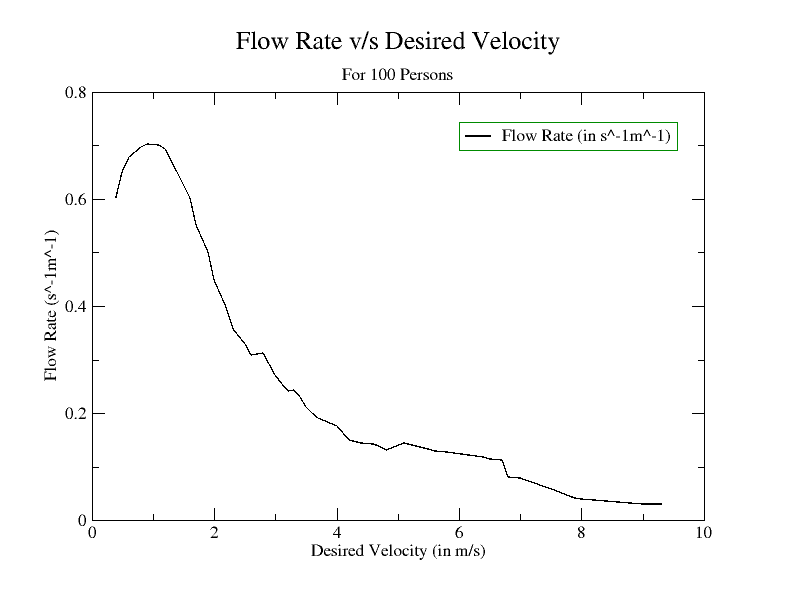 Flow Rate v/s Desired Velocity
For 100 Persons
Flow Rate (in s^-1m^-1)
Flow Rate (s^-1m^-1)
0.8
0.6
0.4
0.2
0
0 2 4 6 8 10
Desired Velocity (in m/s)